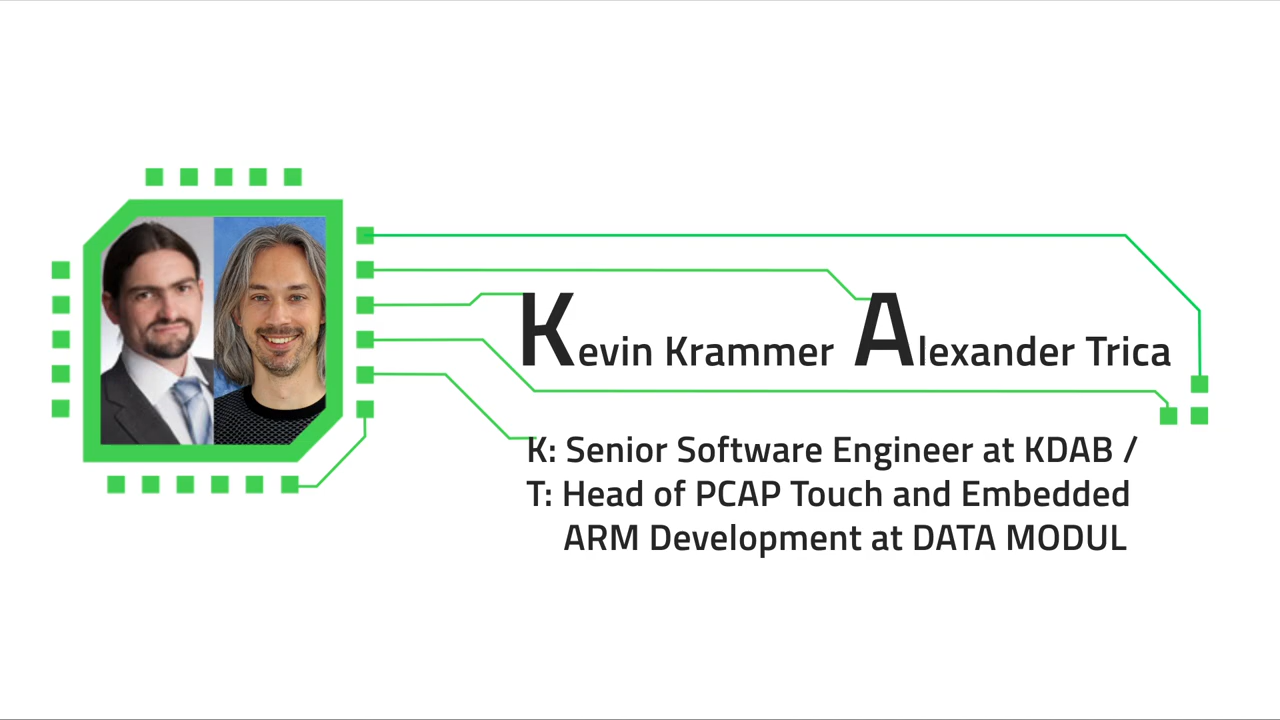 Kevin Krammer Alexander Trica
K: Senior Software Engineer at KDAB /
T: Head of PCAP Touch and Embedded
ARM Development at DATA MODUL